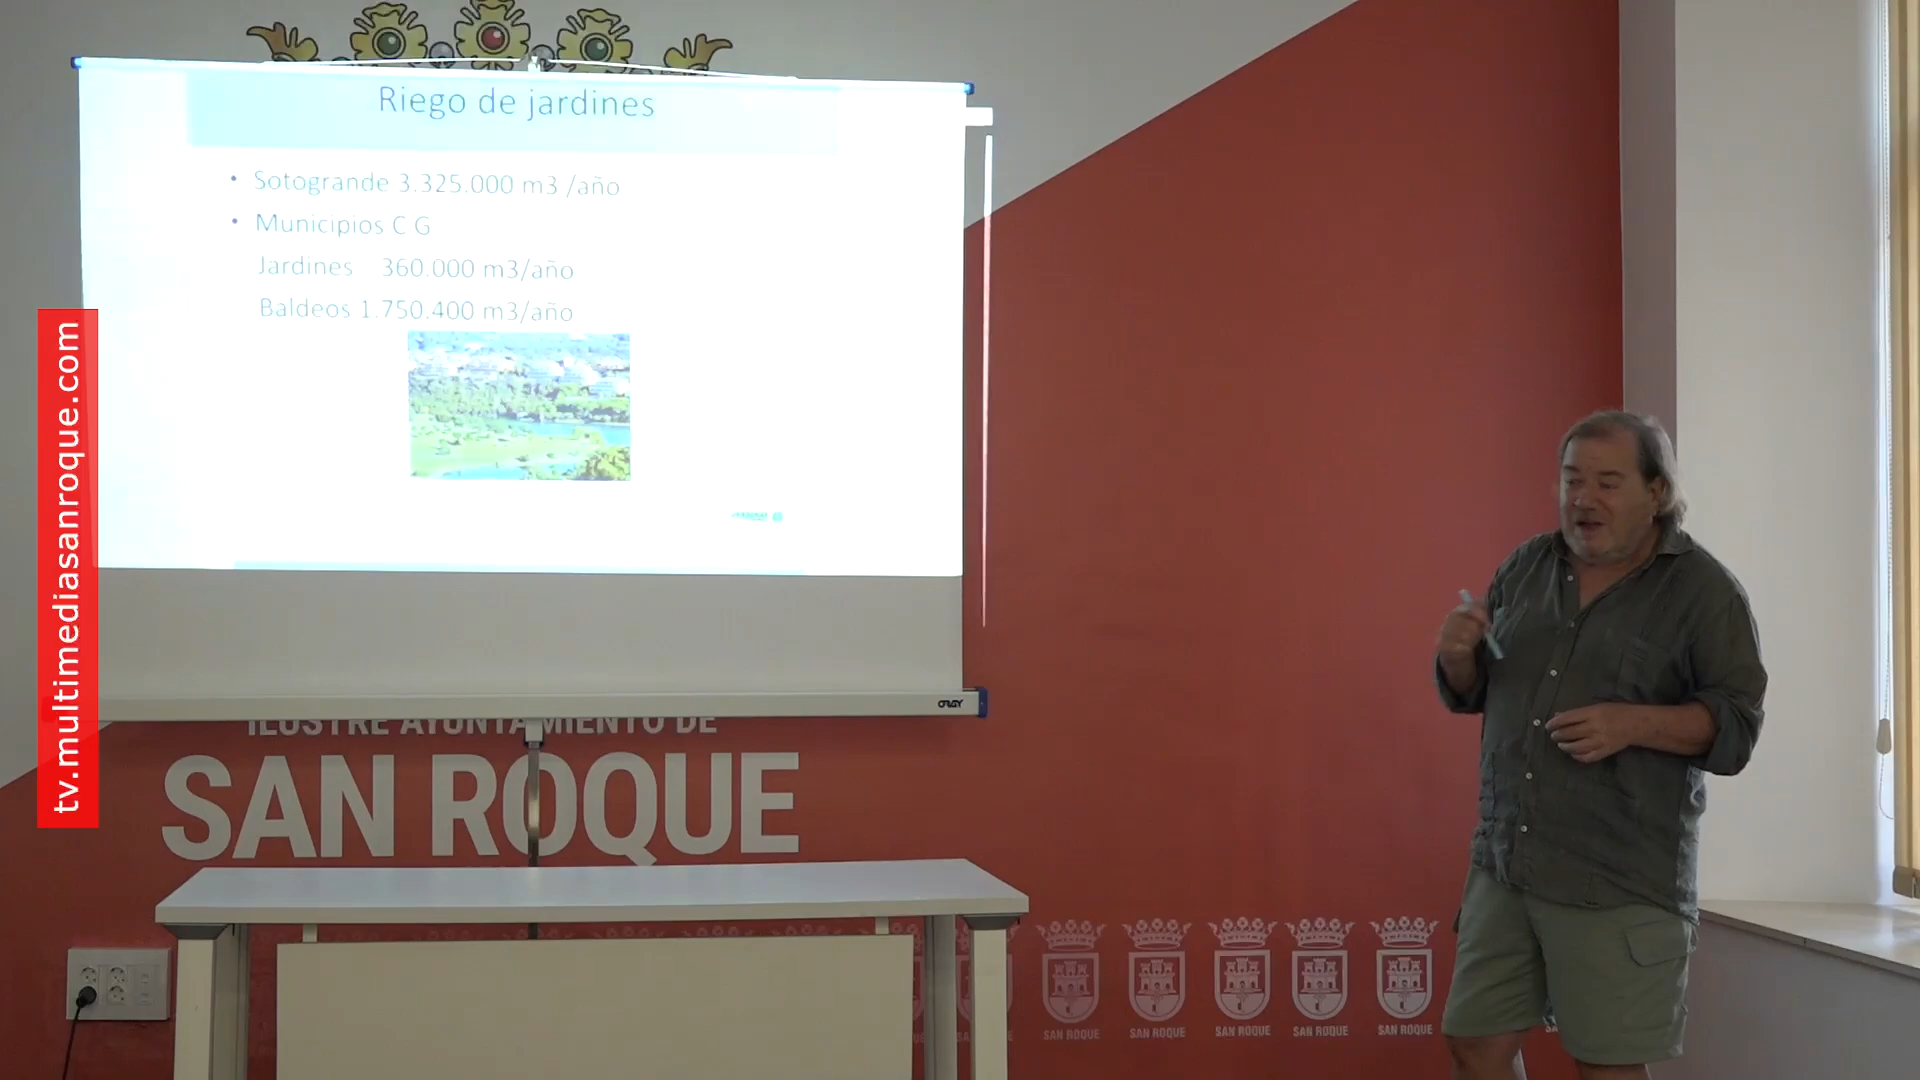 Riego de jardines
• Sotogrande 3.325.000 m3 /año
• Municipios C G
Jardines 360.000 m3/año
Baldeos 1.750.400 m3/año
ORAY
tv.multimediasanroque.com
ILUSTRE AYUNTAMIENTO DE
SAN ROQUE
SAN ROQUE
SAN ROQUE
SAN ROQUE
SAN ROQUE
SAN ROQUE